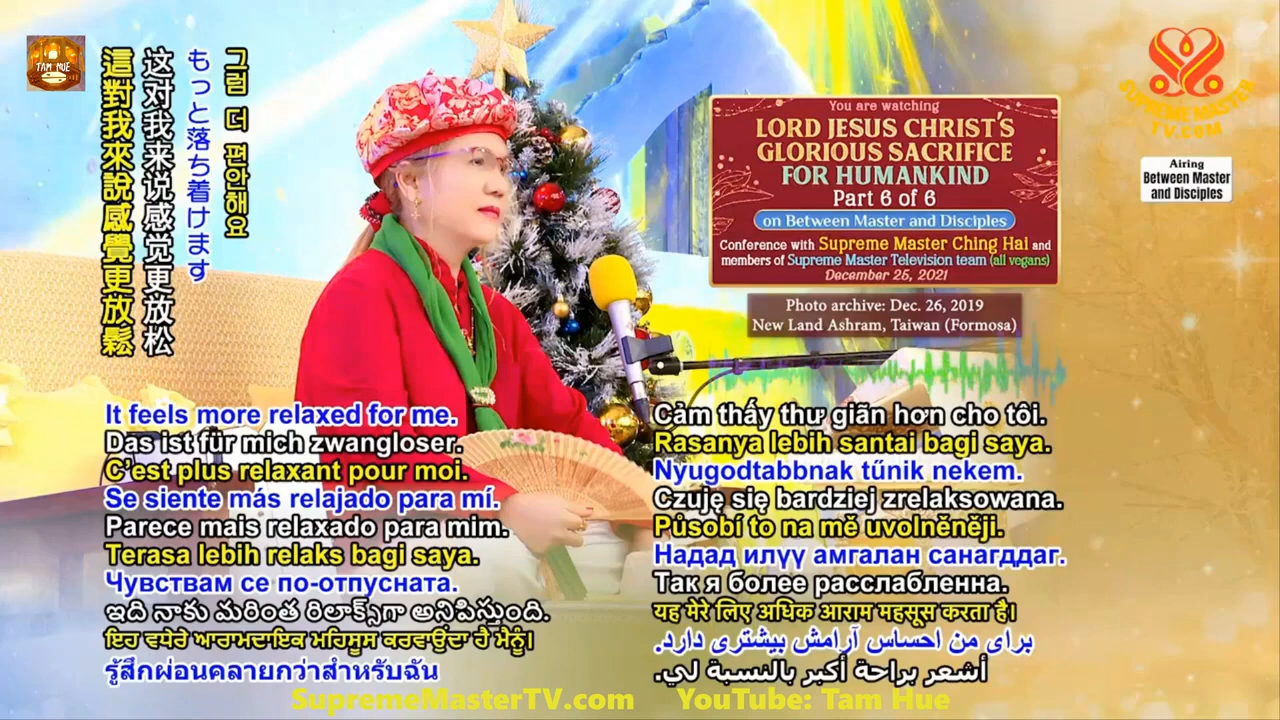 TAM HUE
그럼 더 편안해요
もっと落ち着けます
这对我来说感觉更放松
這對我來說感覺更放鬆
You are watching
LORD JESUS CHRIST'S
GLORIOUS SACRIFICE
FOR HUMANKIND
Part 6 of 6
on Between Master and Disciples
Conference with Supreme Master Ching Hai and
members of Supreme Master Television team (all vegans)
December 25, 2021
Photo archive: Dec. 26, 2019
New Land Ashram, Taiwan (Formosa)
SUPREME MASTER
TV.COM
Airing
Between Master
and Disciples
It feels more relaxed for me.
Das ist für mich zwangloser.
C'est plus relaxant pour moi.
Se siente más relajado para mí.
Parece mais relaxado para mim.
Terasa lebih relaks bagi saya.
Чувствам се по-отпусната.
ఇది నాకు మరింత రిలాక్స్‌గా అనిపిస్తుంది.
ਇਹ ਵਧੇਰੇ ਆਰਾਮਦਾਇਕ ਮਹਿਸੂਸ ਕਰਵਾਉਂਦਾ ਹੈ ਮੈਨੂੰ।
รู้สึกผ่อนคลายกว่าสำหรับฉัน
Cảm thấy thư giãn hơn cho tôi.
Rasanya lebih santai bagi saya.
Nyugodtabbnak tűnik nekem.
Czuję się bardziej zrelaksowana.
Působí to na mě uvolněněji.
Надад илүү амгалан санагддаг.
Так я более расслабленна.
यह मेरे लिए अधिक आराम महसूस करता है।
برای من احساس آرامش بیشتری دارد.
أشعر براحة أكبر بالنسبة لي.
SupremeMasterTV.com YouTube: Tam Hue